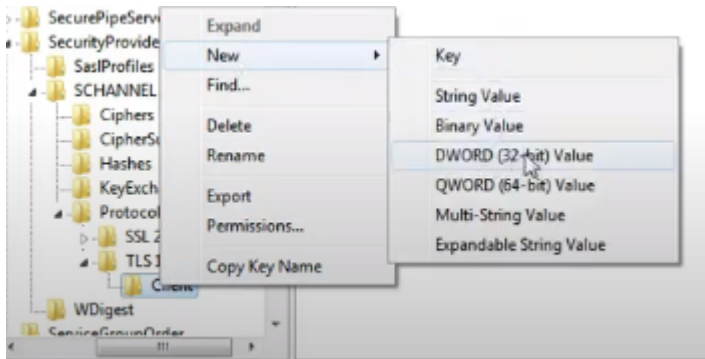 SecurePipeServ
SecurityProvide
SaslProfiles
SCHANNEL
Ciphers
CipherSu
Hashes
KeyExch
Protocol
SSL 2
TLS 1
Client
WDigest
ServiceGroupOrder
Expand
New
Find...
Delete
Rename
Export
Permissions...
Copy Key Name
Key
String Value
Binary Value
DWORD (32-bit) Value
QWORD (64-bit) Value
Multi-String Value
Expandable String Value